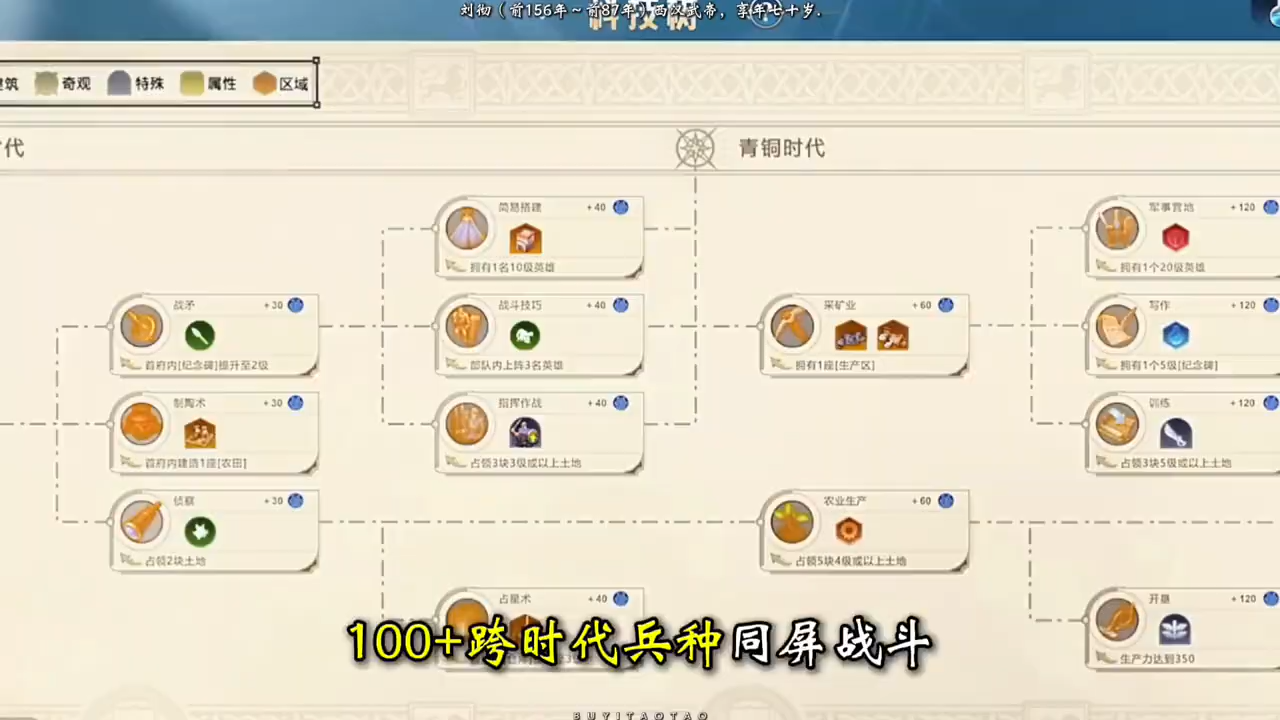 刘彻（前156年～前87年）西汉武帝，享年七十岁.
科技树
建筑 奇观 特殊 属性 区域
时代
青铜时代
简易搭建 +40
拥有1名10级英雄
军事营地 +120
拥有1个20级英雄
战矛 +30
首府内[纪念碑]提升至2级
战斗技巧 +40
部队内上阵3名英雄
采矿业 +60
拥有1座[生产区]
写作 +120
拥有1个5级[纪念碑]
制陶术 +30
首府内建造1座[农田]
指挥作战 +40
占领3块3级或以上土地
训练 +120
占领3块5级或以上土地
侦察 +30
占领2块土地
农业生产 +60
占领5块4级或以上土地
占星术 +40
开垦 +120
生产力达到350
100+跨时代兵种同屏战斗
BUYITAOTAO